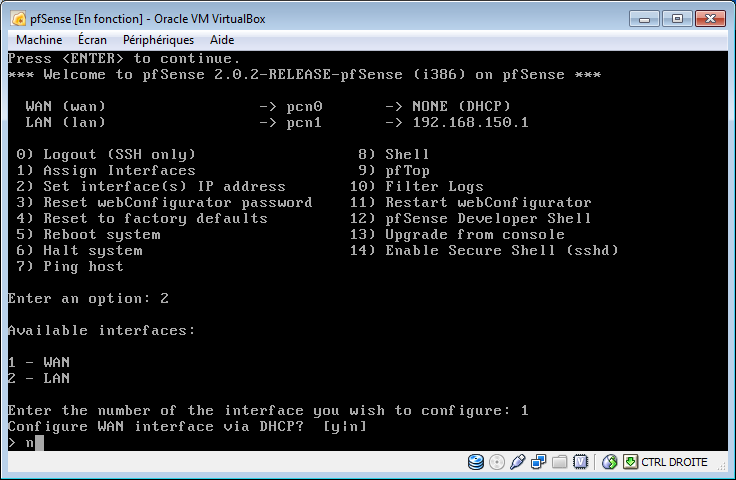 pfSense [En fonction] - Oracle VM VirtualBox
Machine Écran Périphériques Aide
Press <ENTER> to continue.
*** Welcome to pfSense 2.0.2-RELEASE-pfSense (i386) on pfSense ***
WAN (wan) -> pcn0 -> NONE (DHCP)
LAN (lan) -> pcn1 -> 192.168.150.1
0) Logout (SSH only) 8) Shell
1) Assign Interfaces 9) pfTop
2) Set interface(s) IP address 10) Filter Logs
3) Reset webConfigurator password 11) Restart webConfigurator
4) Reset to factory defaults 12) pfSense Developer Shell
5) Reboot system 13) Upgrade from console
6) Halt system 14) Enable Secure Shell (sshd)
7) Ping host
Enter an option: 2
Available interfaces:
1 - WAN
2 - LAN
Enter the number of the interface you wish to configure: 1
Configure WAN interface via DHCP? [y|n]
> n
CTRL DROITE